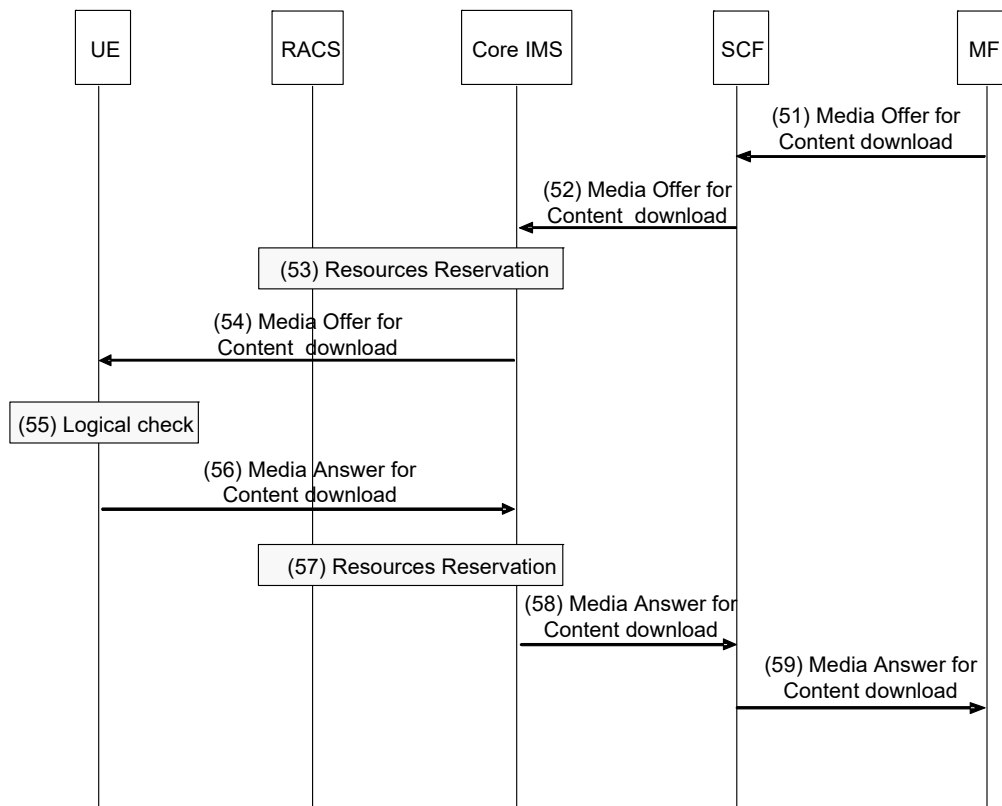 UE
RACS
Core IMS
SCF
MF
(51) Media Offer for
Content download
(52) Media Offer for
Content download
(53) Resources Reservation
(54) Media Offer for
Content download
(55) Logical check
(56) Media Answer for
Content download
(57) Resources Reservation
(58) Media Answer for
Content download
(59) Media Answer for
Content download